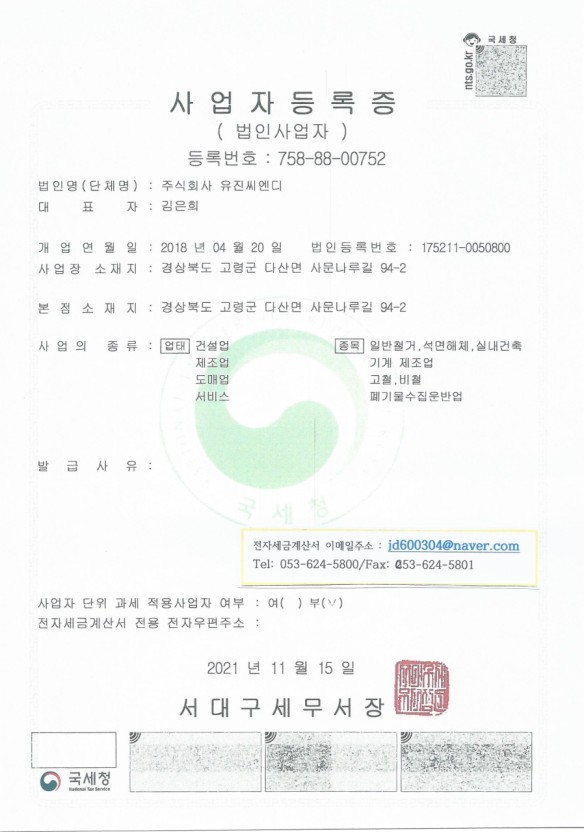 국세청
nts.go.kr
사업자등록증
( 법인사업자 )
등록번호 : 758-88-00752
법인명(단체명) : 주식회사 유진씨엔디
대 표 자 : 김은희
개 업 연 월 일 : 2018 년 04 월 20 일 법인등록번호 : 175211-0050800
사업장 소재지 : 경상북도 고령군 다산면 사문나루길 94-2
본 점 소 재 지 : 경상북도 고령군 다산면 사문나루길 94-2
사 업 의 종 류 : 업태 건설업 종목 일반철거,석면해체,실내건축
제조업 기계 제조업
도매업 고철,비철
서비스 폐기물수집운반업
발 급 사 유 :
국세청
전자세금계산서 이메일주소 : jd600304@naver.com
Tel: 053-624-5800/Fax: 053-624-5801
사업자 단위 과세 적용사업자 여부 : 여( ) 부(∨)
전자세금계산서 전용 전자우편주소 :
2021 년 11 월 15 일
서대구세무서장
국세청
National Tax Service